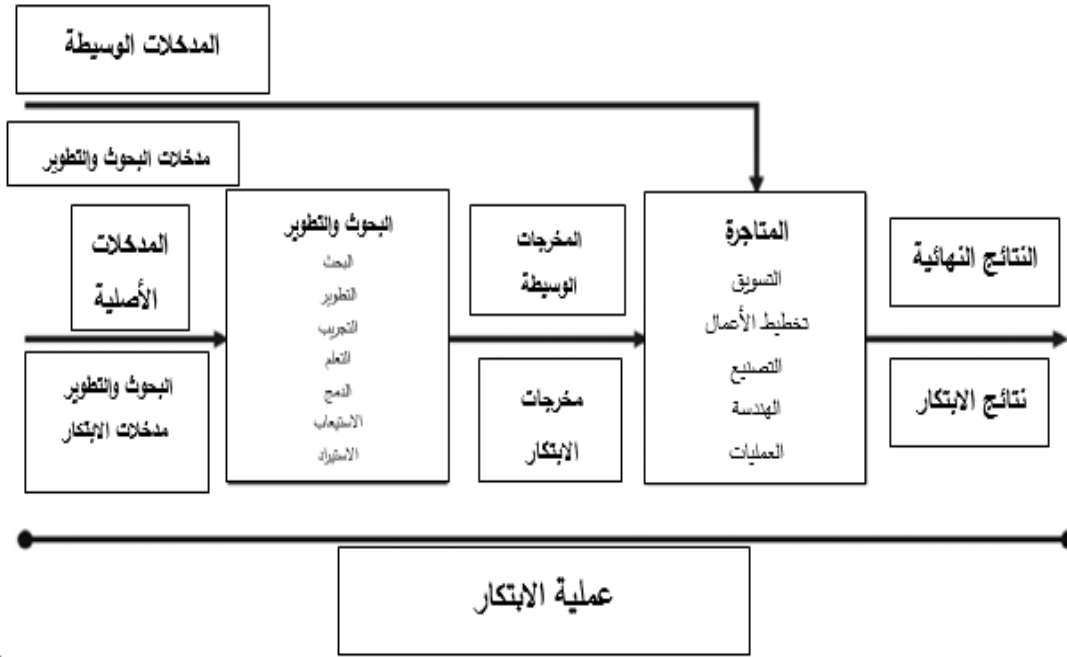 المدخلات الوسيطة
مدخلات البحوث والتطوير
المدخلات
الأصلية
البحوث والتطوير
مدخلات الابتكار
البحوث والتطوير
البحث
التطوير
التجريب
التعلم
الدمج
الاستيعاب
الاستيراد
المخرجات
الوسيطة
مخرجات
الابتكار
المتاجرة
التسويق
تخطيط الأعمال
التصنيع
الهندسة
العمليات
النتائج النهائية
نتائج الابتكار
عملية الابتكار